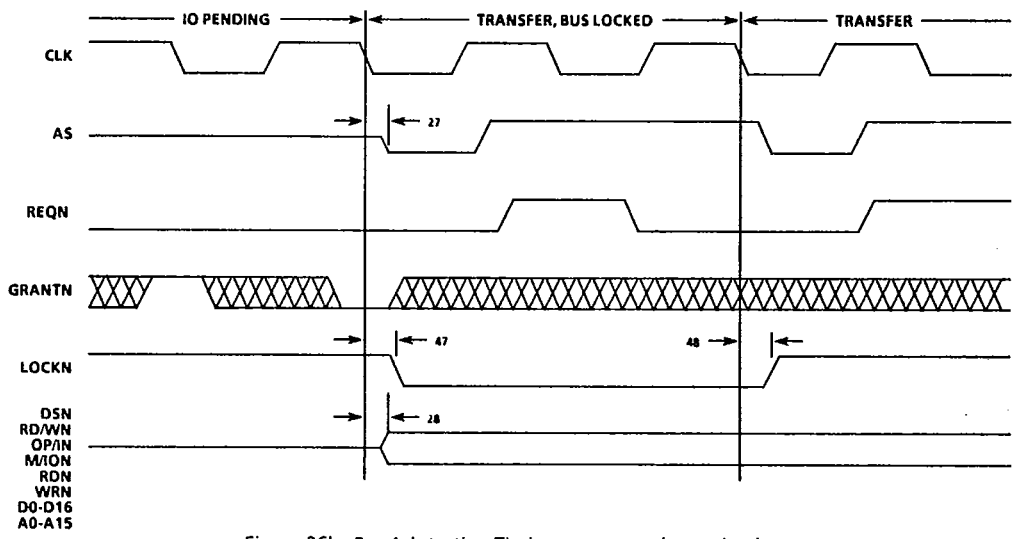 IO PENDING TRANSFER, BUS LOCKED TRANSFER
CLK
AS
27
REQN
GRANTN
47
48
LOCKN
28
DSN
RD/WN
OP/IN
M/ION
RDN
WRN
D0-D16
A0-A15